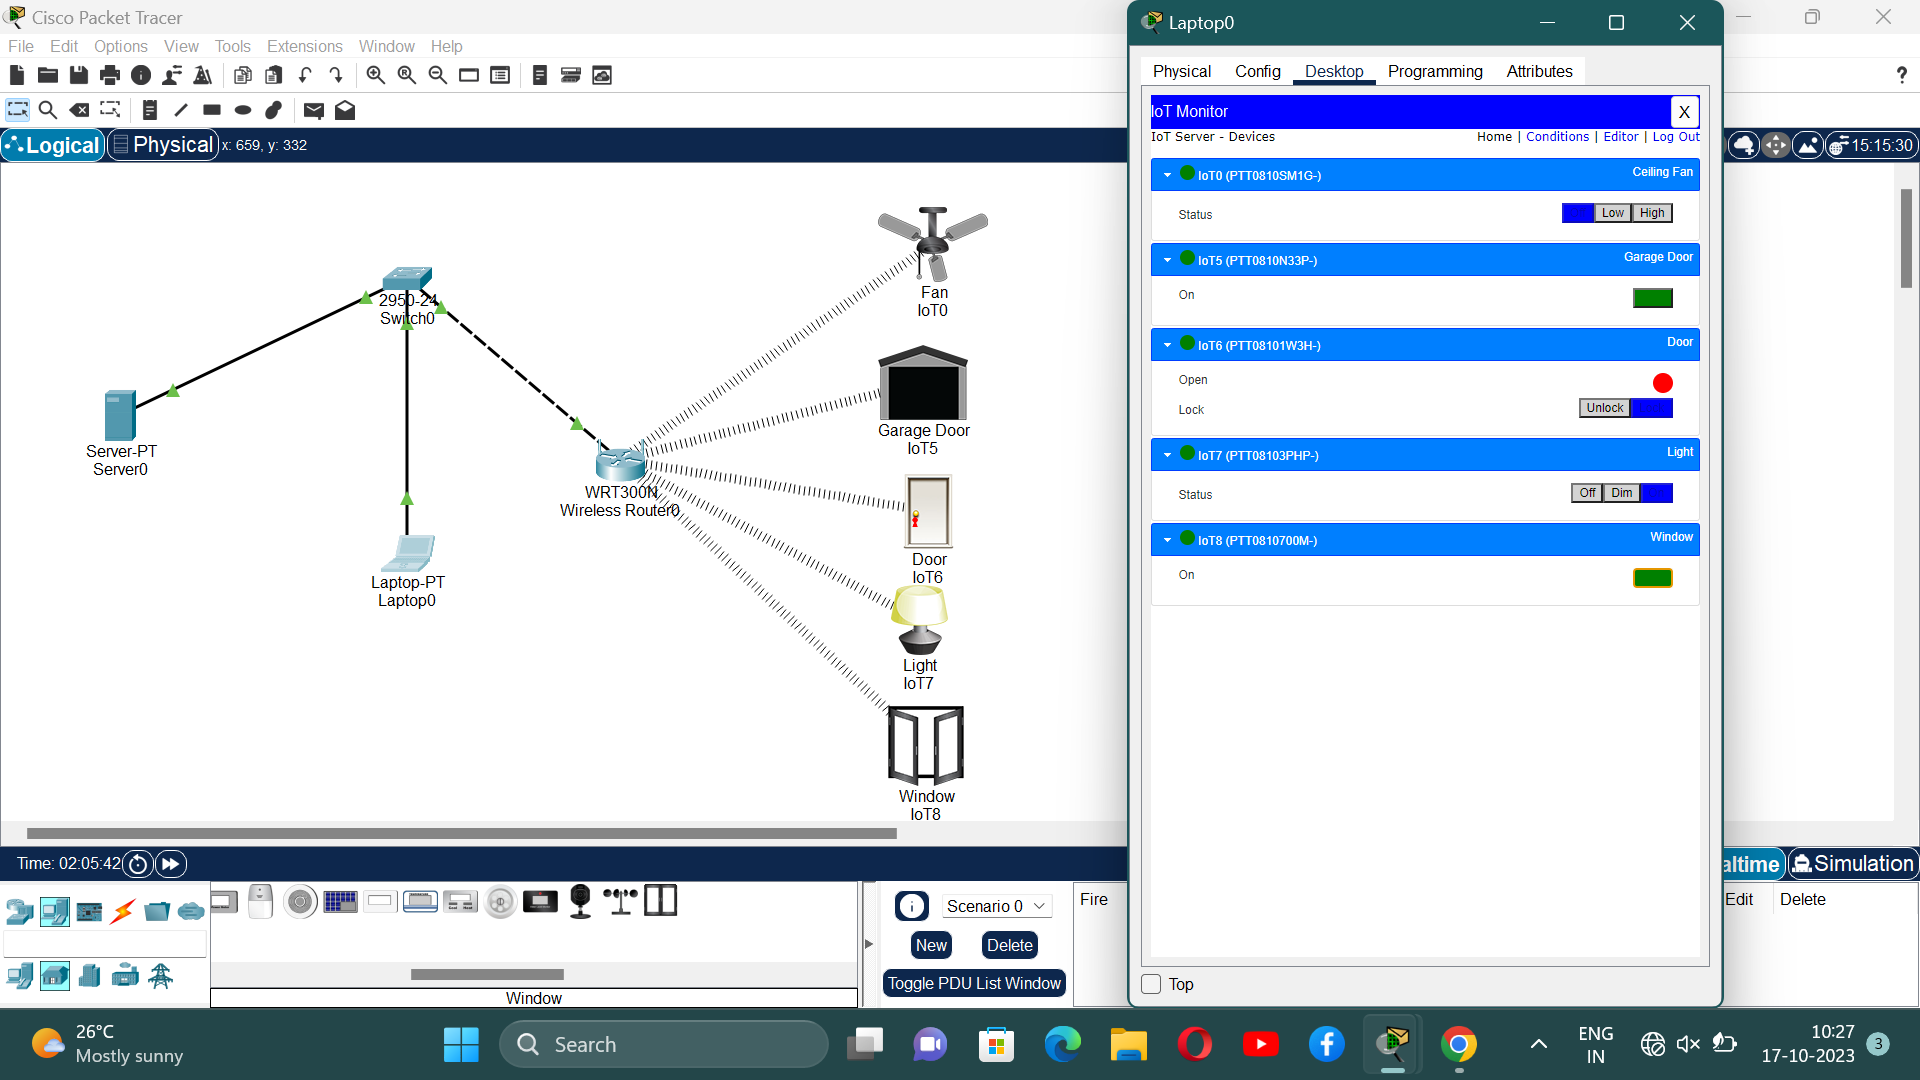 Cisco Packet Tracer
File Edit Options View Tools Extensions Window Help
Logical Physical x: 659, y: 332
15:15:30
2950-24
Switch0
Server-PT
Server0
Laptop-PT
Laptop0
WRT300N
Wireless Router0
Fan
IoT0
Garage Door
IoT5
Door
IoT6
Light
IoT7
Window
IoT8
Time: 02:05:42
altime Simulation
Scenario 0
New Delete
Toggle PDU List Window
Fire
Edit Delete
Window
Laptop0
Physical Config Desktop Programming Attributes
IoT Monitor X
IoT Server - Devices Home | Conditions | Editor | Log Out
IoT0 (PTT0810SM1G-) Ceiling Fan
Status Low High
IoT5 (PTT0810N33P-) Garage Door
On
IoT6 (PTT08101W3H-) Door
Open
Lock Unlock
IoT7 (PTT08103PHP-) Light
Status Off Dim
IoT8 (PTT0810700M-) Window
On
Top
26°C
Mostly sunny
Search
ENG
IN
10:27
17-10-2023
3